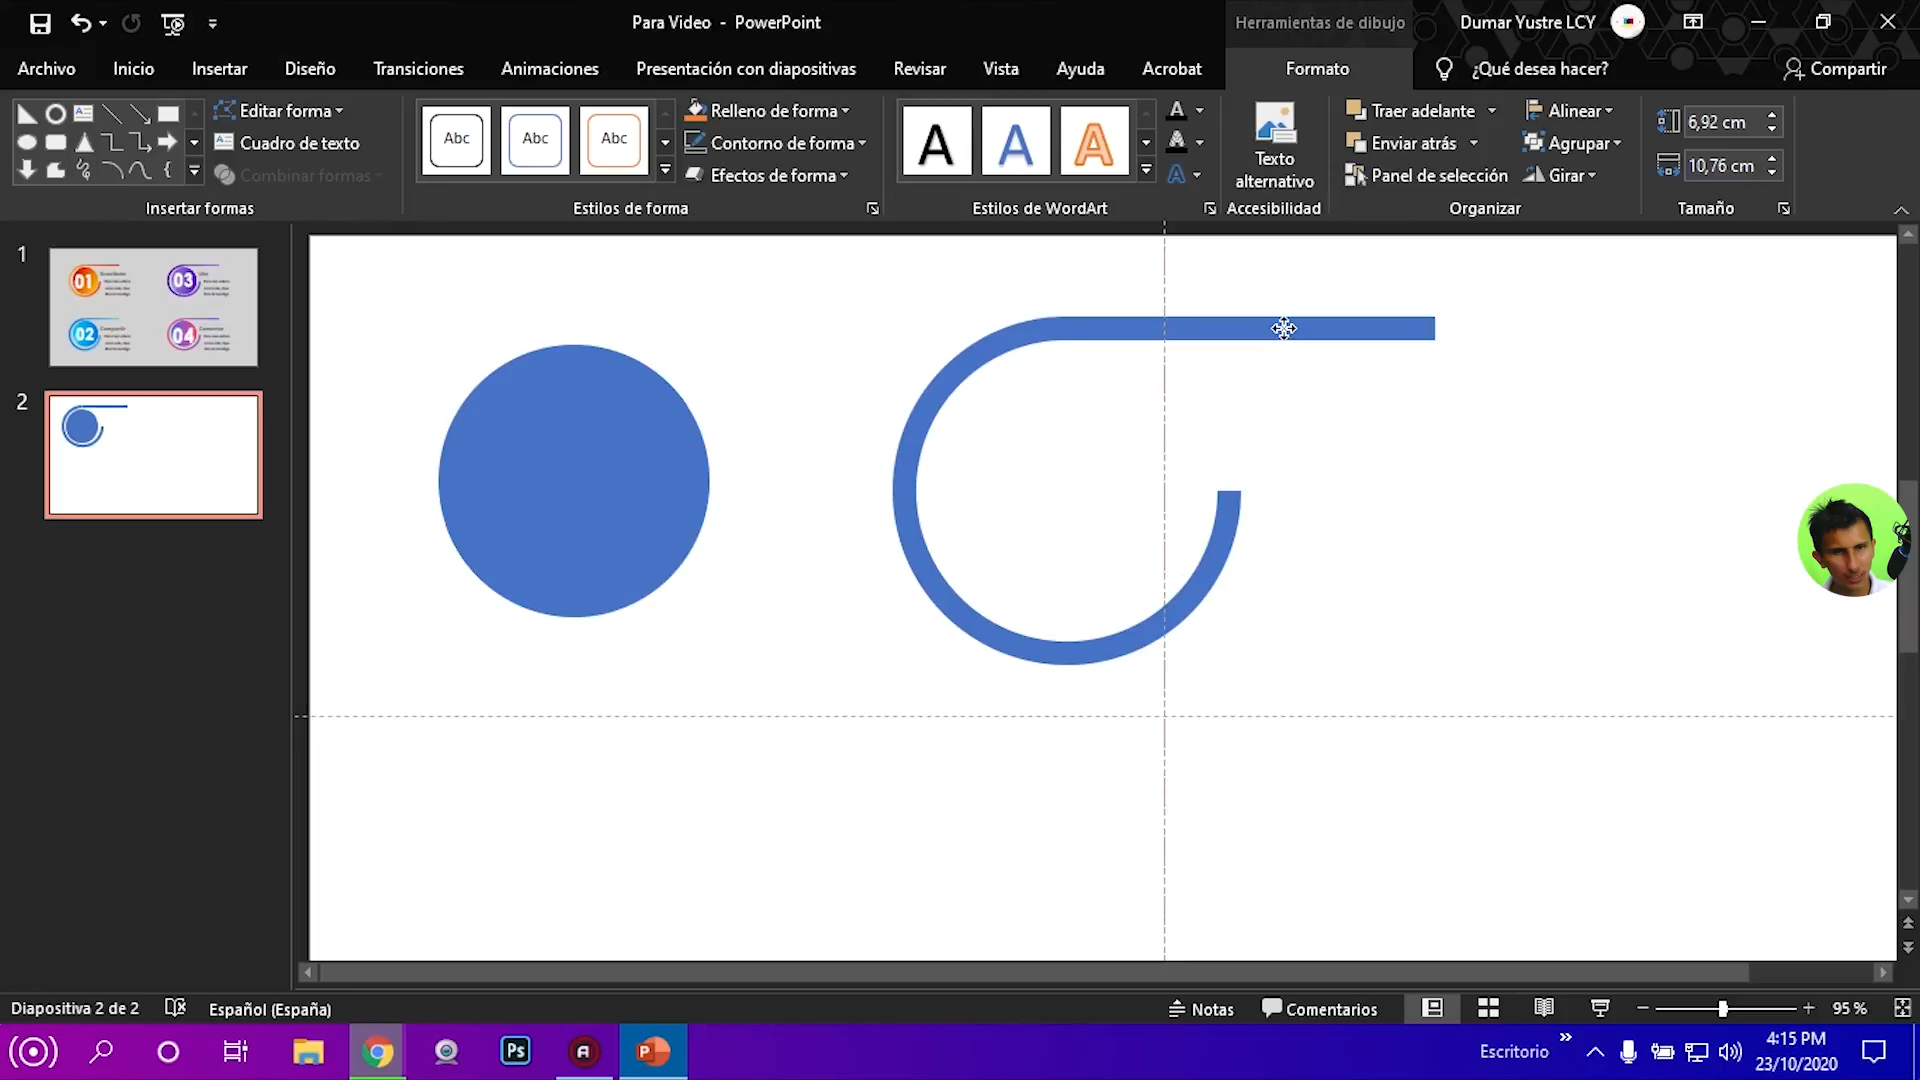 Para Video - PowerPoint
Herramientas de dibujo
Dumar Yustre LCY
Archivo
Inicio
Insertar
Diseño
Transiciones
Animaciones
Presentación con diapositivas
Revisar
Vista
Ayuda
Acrobat
Formato
¿Qué desea hacer?
Compartir
Editar forma
Cuadro de texto
Combinar formas
Insertar formas
Abc
Abc
Abc
Relleno de forma
Contorno de forma
Efectos de forma
Estilos de forma
A
A
A
A
A
A
Estilos de WordArt
Texto
alternativo
Accesibilidad
Traer adelante
Enviar atrás
Panel de selección
Alinear
Agrupar
Girar
Organizar
6,92 cm
10,76 cm
Tamaño
1
01
03
02
04
2
Diapositiva 2 de 2
Español (España)
Notas
Comentarios
95 %
Ps
A
P
Escritorio
4:15 PM
23/10/2020